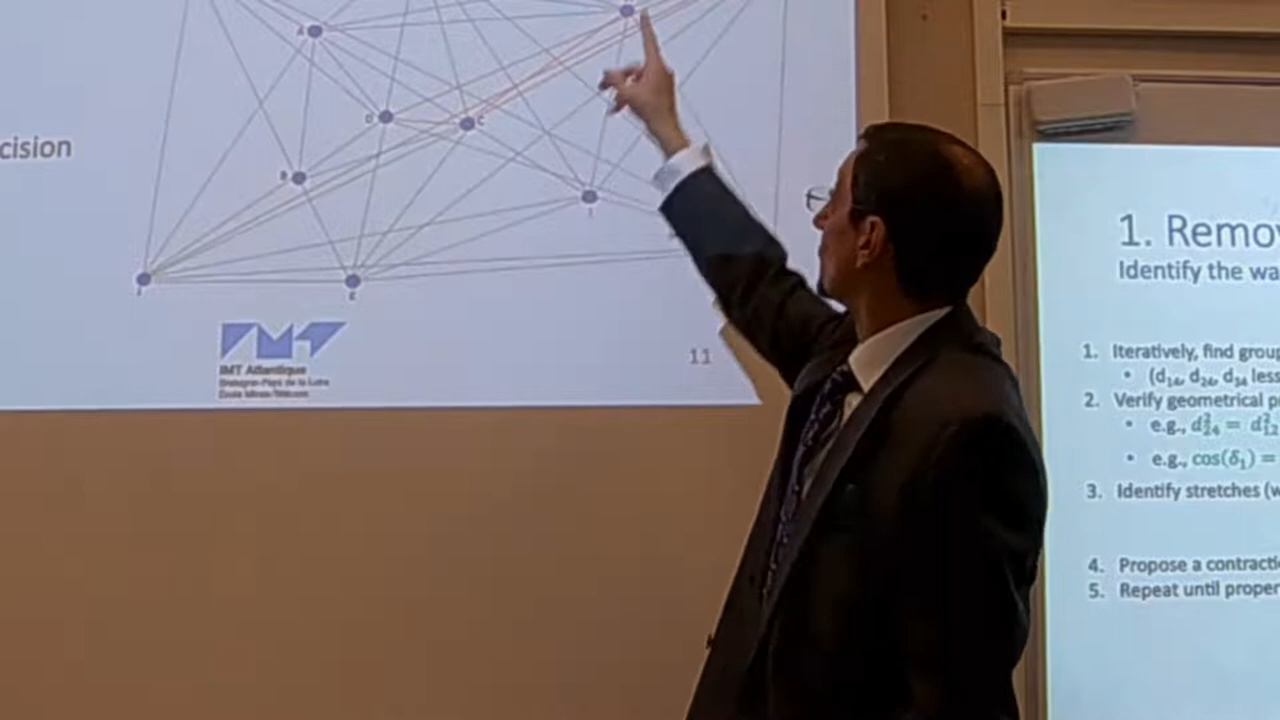 cision
A
D
C
B
I
E
IMT Atlantique
Bretagne-Pays de la Loire
École Mines-Télécom
11
1. Remov
Identify the wa
1. Iteratively, find group
• (d₁₄, d₂₄, d₃₄ less
2. Verify geometrical p
• e.g., d²₂₄ = d²₁₂
• e.g., cos(δ₁) =
3. Identify stretches (w
4. Propose a contracti
5. Repeat until proper